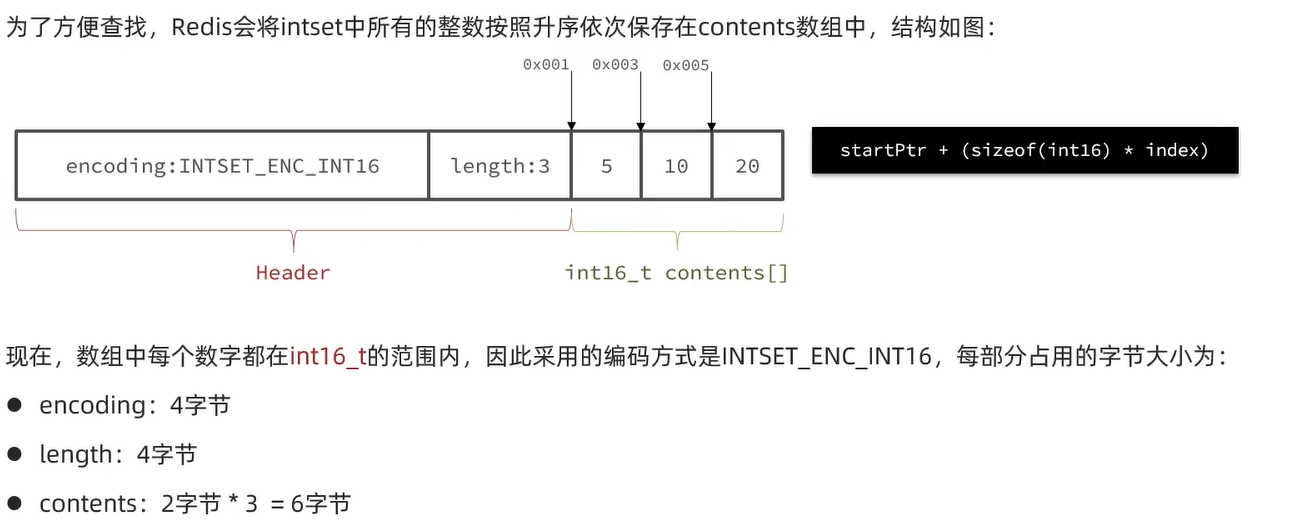 为了方便查找，Redis会将intset中所有的整数按照升序依次保存在contents数组中，结构如图：
0x001 0x003 0x005
encoding:INTSET_ENC_INT16 length:3 5 10 20 startPtr + (sizeof(int16) * index)
Header int16_t contents[]
现在，数组中每个数字都在int16_t的范围内，因此采用的编码方式是INTSET_ENC_INT16，每部分占用的字节大小为：
● encoding：4字节
● length：4字节
● contents：2字节 * 3 = 6字节